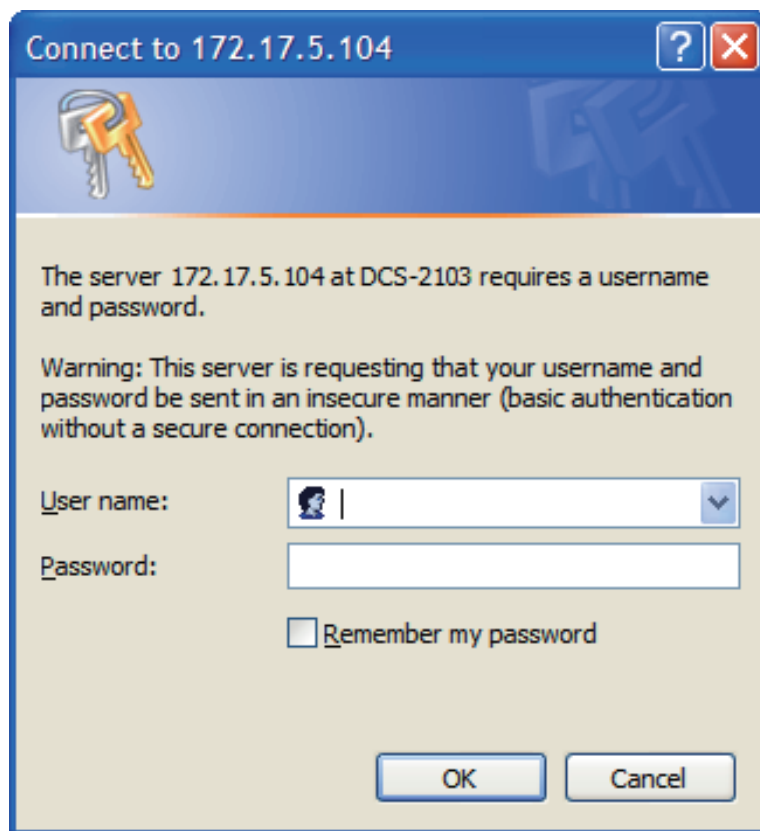 Connect to 172.17.5.104
?
The server 172.17.5.104 at DCS-2103 requires a username
and password.
Warning: This server is requesting that your username and
password be sent in an insecure manner (basic authentication
without a secure connection).
User name:
Password:
Remember my password
OK Cancel